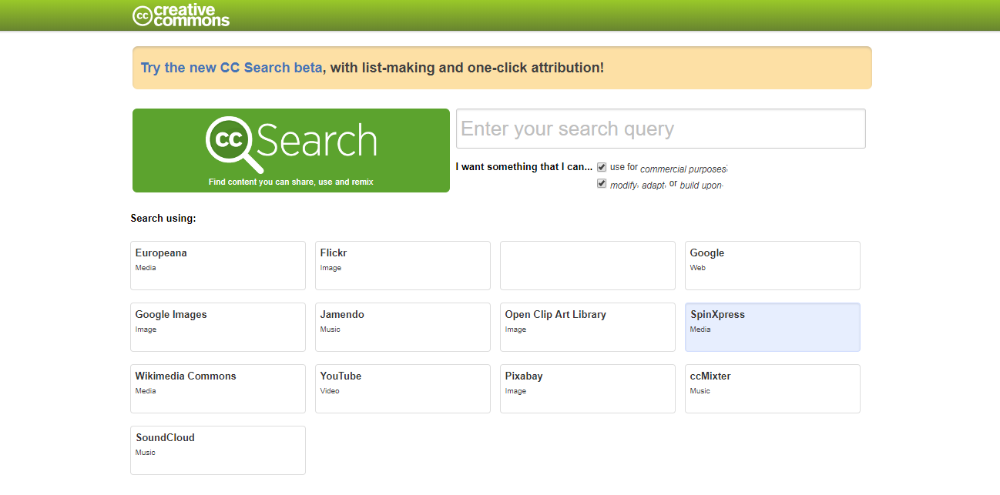 cc creative commons
Try the new CC Search beta, with list-making and one-click attribution!
cc Search
Find content you can share, use and remix
Enter your search query
I want something that I can... use for commercial purposes;
modify, adapt, or build upon.
Search using:
Europeana
Media
Flickr
Image
Google
Web
Google Images
Image
Jamendo
Music
Open Clip Art Library
Image
SpinXpress
Media
Wikimedia Commons
Media
YouTube
Video
Pixabay
Image
ccMixter
Music
SoundCloud
Music